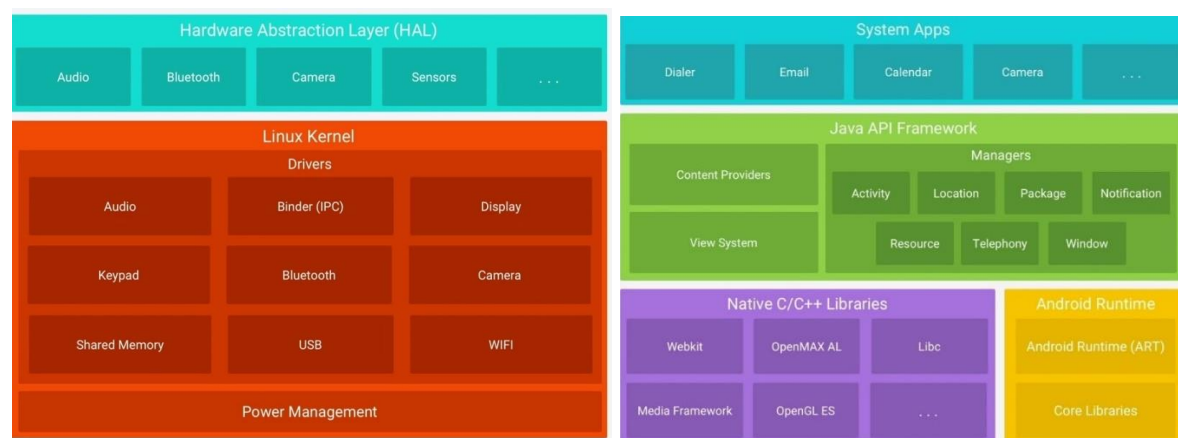 Hardware Abstraction Layer (HAL)
Audio
Bluetooth
Camera
Sensors
. . .
Linux Kernel
Drivers
Audio
Binder (IPC)
Display
Keypad
Bluetooth
Camera
Shared Memory
USB
WIFI
Power Management
System Apps
Dialer
Email
Calendar
Camera
. . .
Java API Framework
Content Providers
View System
Managers
Activity
Location
Package
Notification
Resource
Telephony
Window
Native C/C++ Libraries
Webkit
OpenMAX AL
Libc
Media Framework
OpenGL ES
. . .
Android Runtime
Android Runtime (ART)
Core Libraries